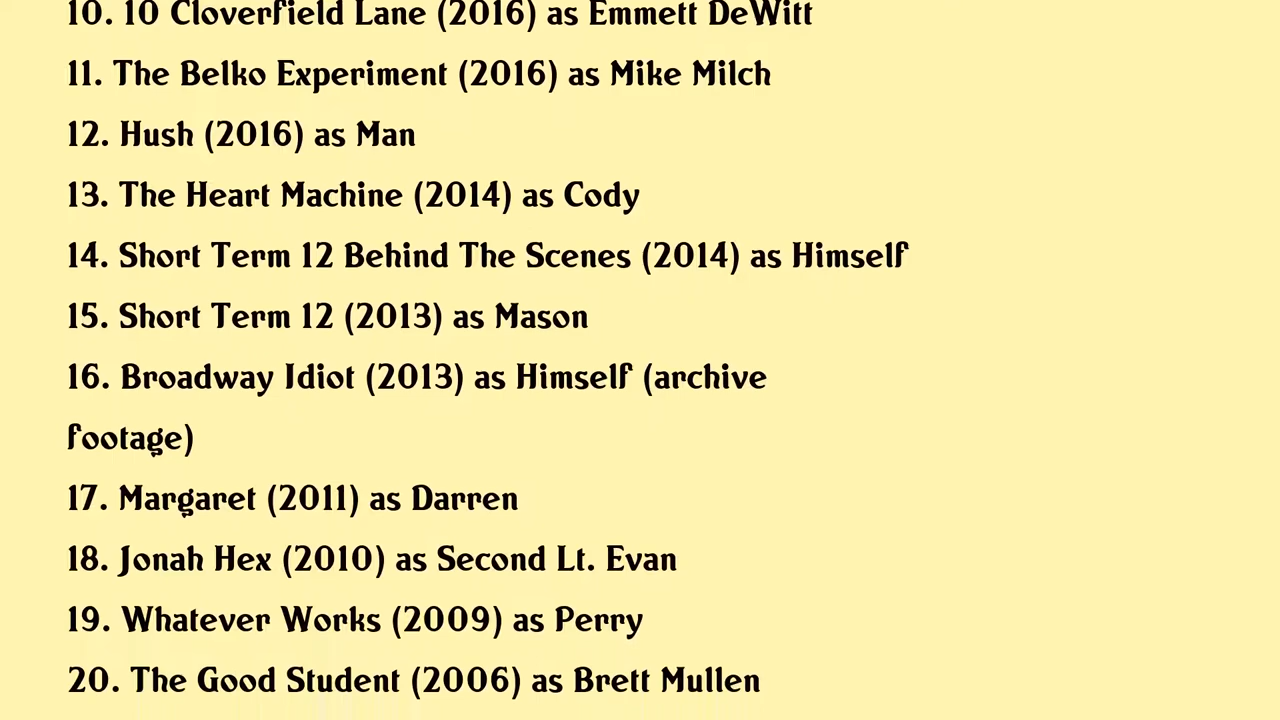 10. 10 Cloverfield Lane (2016) as Emmett DeWitt
11. The Belko Experiment (2016) as Mike Milch
12. Hush (2016) as Man
13. The Heart Machine (2014) as Cody
14. Short Term 12 Behind The Scenes (2014) as Himself
15. Short Term 12 (2013) as Mason
16. Broadway Idiot (2013) as Himself (archive
footage)
17. Margaret (2011) as Darren
18. Jonah Hex (2010) as Second Lt. Evan
19. Whatever Works (2009) as Perry
20. The Good Student (2006) as Brett Mullen